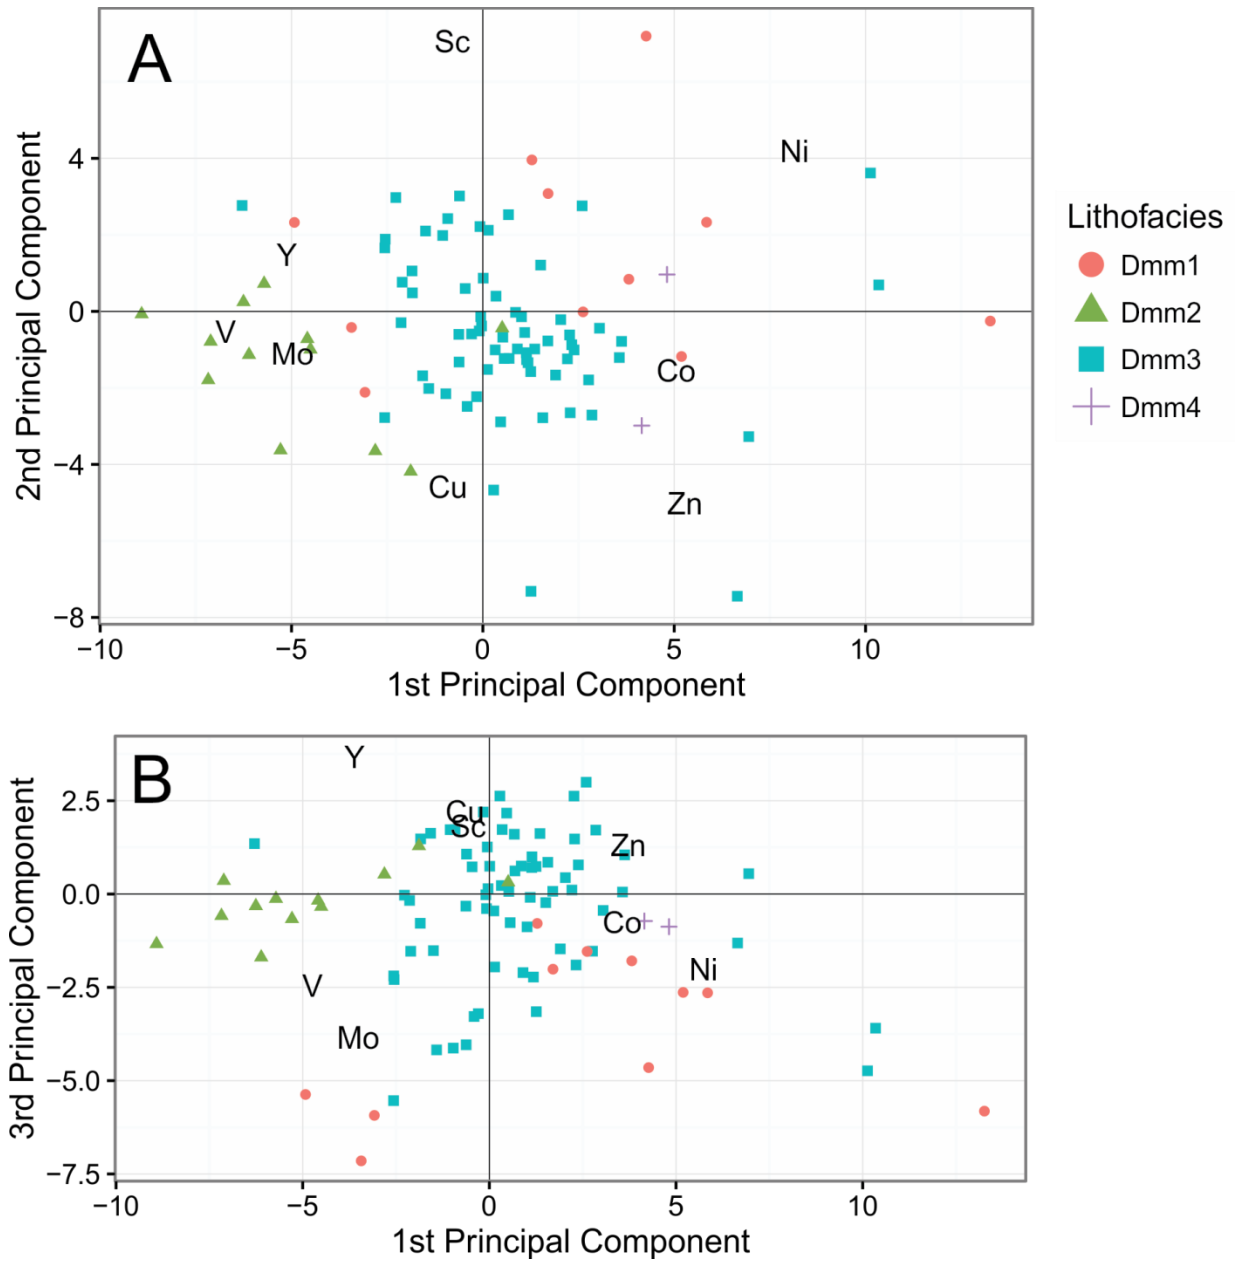 A
Sc
Ni
Y
V
Mo
Co
Cu
Zn
4
0
−4
−8
2nd Principal Component
−10 −5 0 5 10
1st Principal Component
Lithofacies
Dmm1
Dmm2
Dmm3
Dmm4
B
Y
Cu
Sc
Zn
Co
Ni
V
Mo
2.5
0.0
−2.5
−5.0
−7.5
3rd Principal Component
−10 −5 0 5 10
1st Principal Component